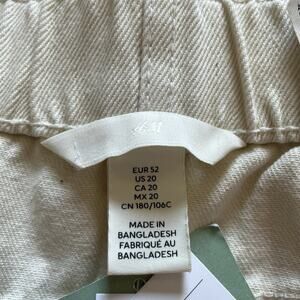 H&M
EUR 52
US 20
CA 20
MX 20
CN 180/106C
MADE IN
BANGLADESH
FABRIQUÉ AU
BANGLADESH